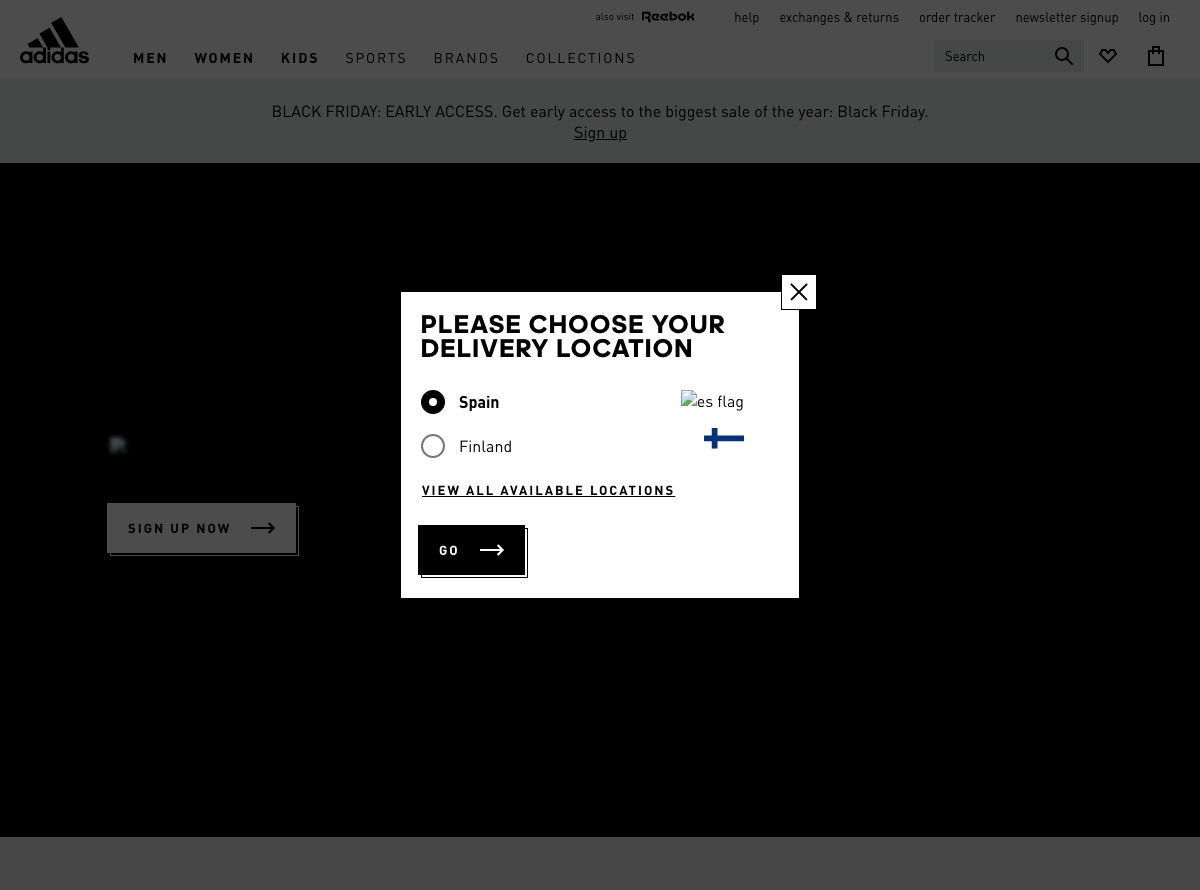 also visit Reebok help exchanges & returns order tracker newsletter signup log in
adidas MEN WOMEN KIDS SPORTS BRANDS COLLECTIONS Search
BLACK FRIDAY: EARLY ACCESS. Get early access to the biggest sale of the year: Black Friday.
Sign up
PLEASE CHOOSE YOUR
DELIVERY LOCATION
Spain es flag
Finland
VIEW ALL AVAILABLE LOCATIONS
SIGN UP NOW
GO